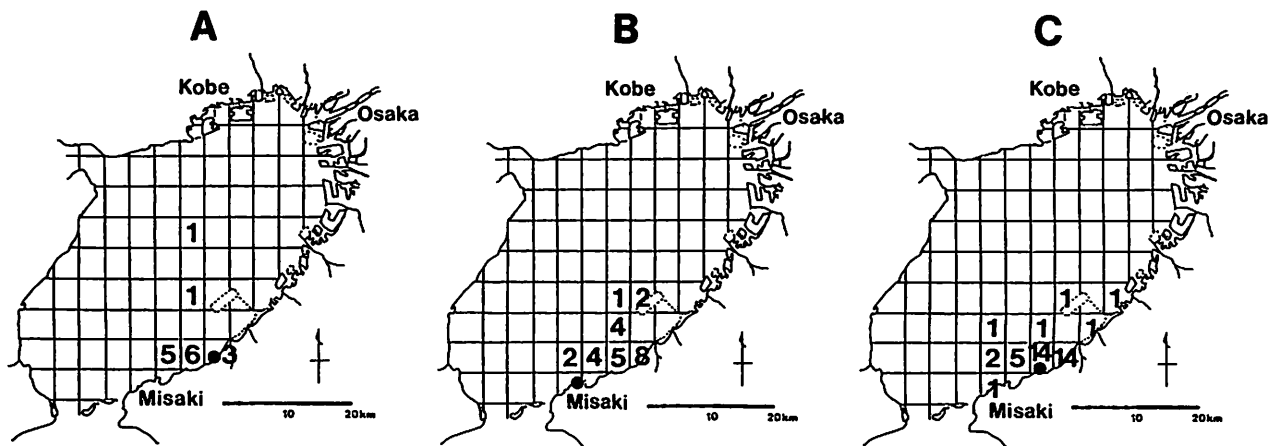 A
Kobe
Osaka
1
1
5 6 3
Misaki
10 20km
B
Kobe
Osaka
1 2
4
2 4 5 8
Misaki
10 20km
C
Kobe
Osaka
1 1
1 1 1
2 5 14 14
1
Misaki
10 20km